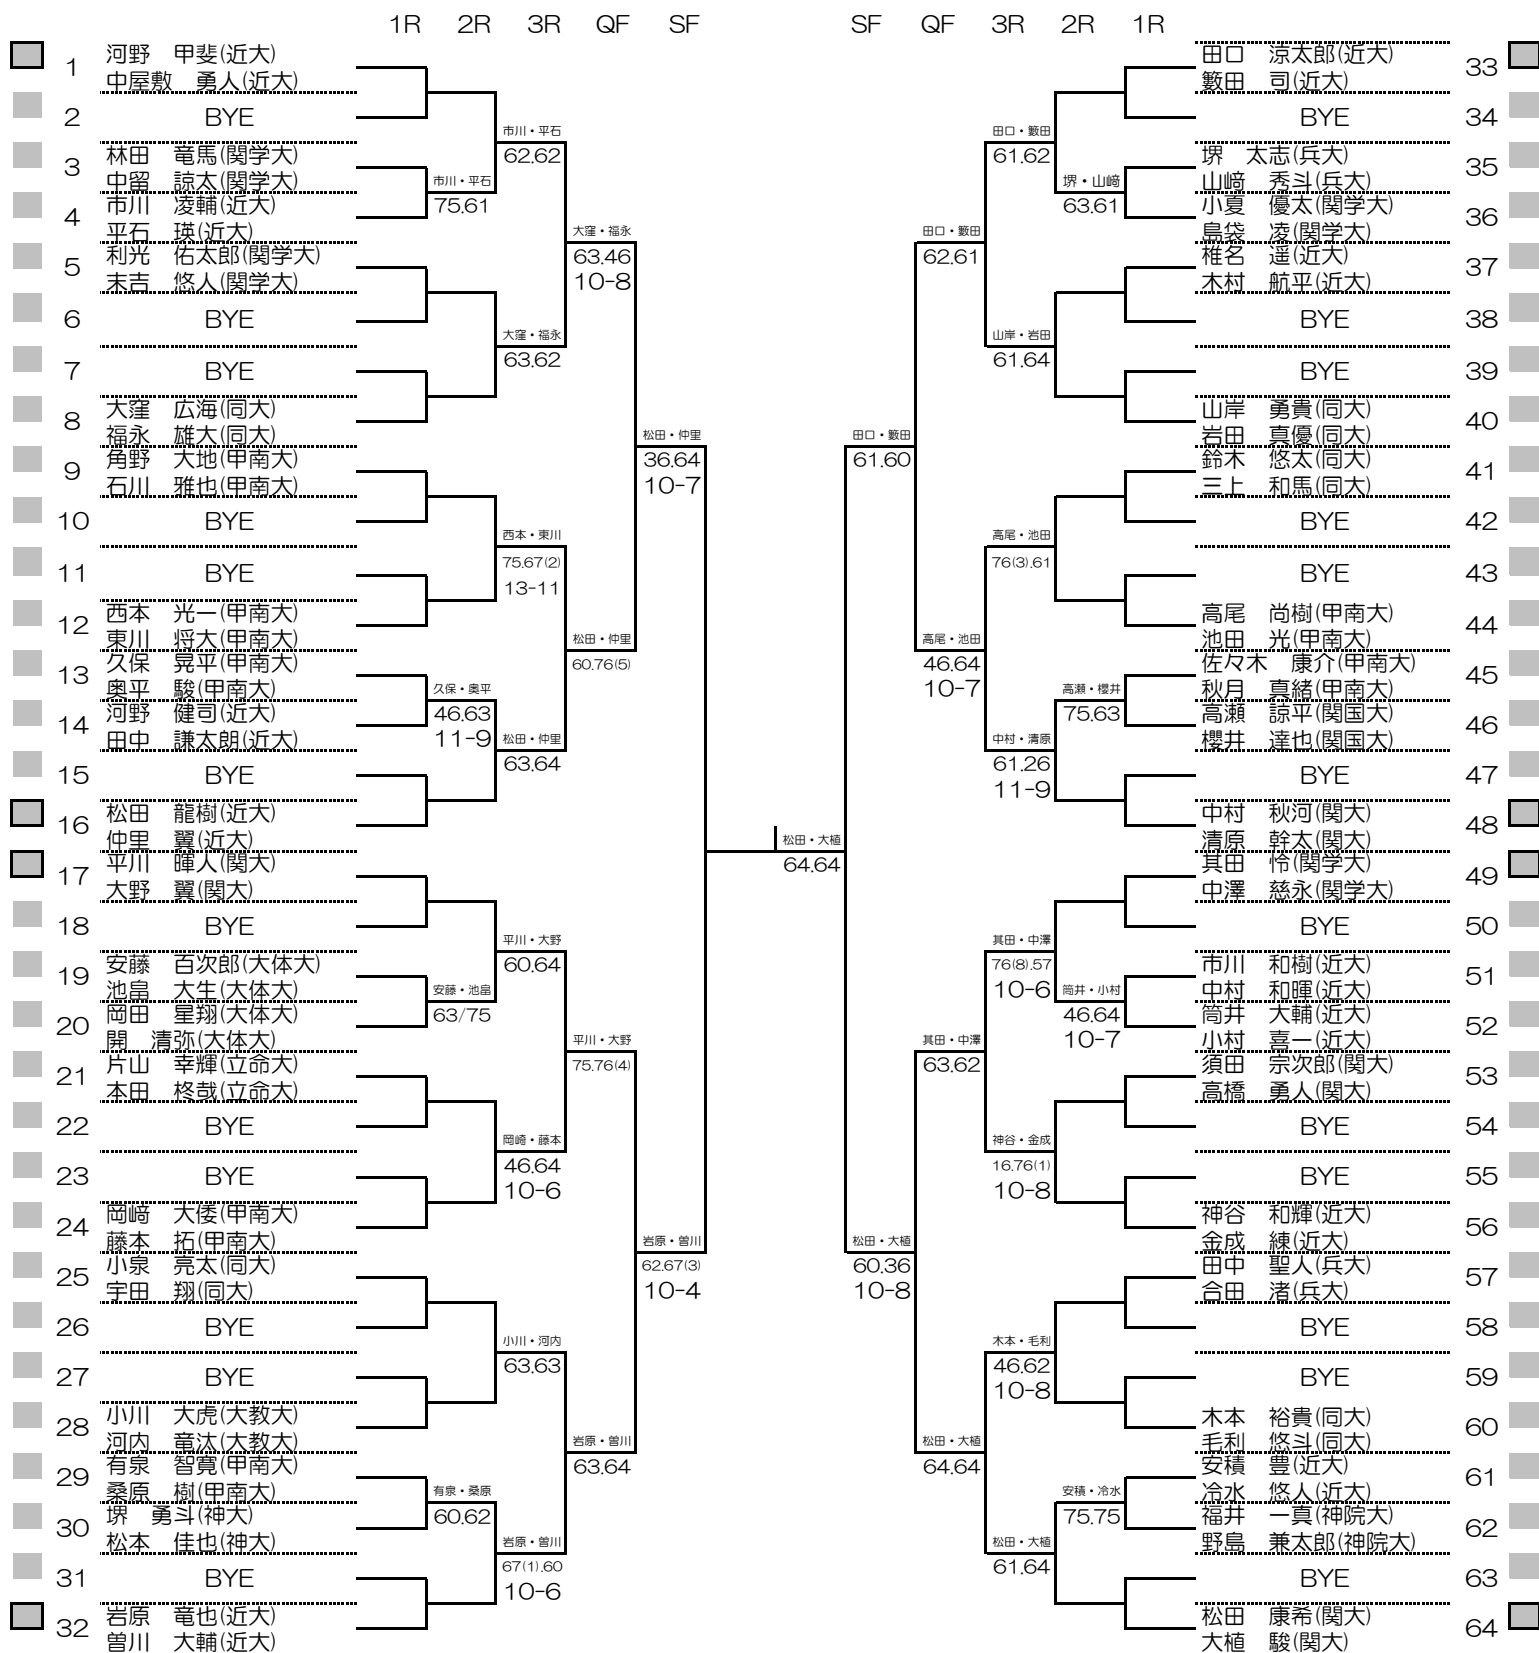 1R 2R 3R QF SF
SF QF 3R 2R 1R
1
河野　甲斐(近大)
中屋敷　勇人(近大)
2
BYE
3
林田　竜馬(関学大)
中留　諒太(関学大)
4
市川　凌輔(近大)
平石　瑛(近大)
5
利光　佑太郎(関学大)
末吉　悠人(関学大)
6
BYE
7
BYE
8
大窪　広海(同大)
福永　雄大(同大)
9
角野　大地(甲南大)
石川　雅也(甲南大)
10
BYE
11
BYE
12
西本　光一(甲南大)
東川　将大(甲南大)
13
久保　晃平(甲南大)
奥平　駿(甲南大)
14
河野　健司(近大)
田中　謙太朗(近大)
15
BYE
16
松田　龍樹(近大)
仲里　翼(近大)
17
平川　暉人(関大)
大野　翼(関大)
18
BYE
19
安藤　百次郎(大体大)
池畠　大生(大体大)
20
岡田　星翔(大体大)
開　清弥(大体大)
21
片山　幸輝(立命大)
本田　柊哉(立命大)
22
BYE
23
BYE
24
岡﨑　大倭(甲南大)
藤本　拓(甲南大)
25
小泉　亮太(同大)
宇田　翔(同大)
26
BYE
27
BYE
28
小川　大虎(大教大)
河内　竜汰(大教大)
29
有泉　智寛(甲南大)
桑原　樹(甲南大)
30
堺　勇斗(神大)
松本　佳也(神大)
31
BYE
32
岩原　竜也(近大)
曽川　大輔(近大)
市川・平石
75.61
久保・奥平
46.63
11-9
安藤・池畠
63/75
有泉・桑原
60.62
市川・平石
62.62
大窪・福永
63.62
西本・東川
75.67(2)
13-11
松田・仲里
63.64
平川・大野
60.64
岡崎・藤本
46.64
10-6
小川・河内
63.63
岩原・曽川
67(1).60
10-6
大窪・福永
63.46
10-8
松田・仲里
60.76(5)
平川・大野
75.76(4)
岩原・曽川
63.64
松田・仲里
36.64
10-7
岩原・曽川
62.67(3)
10-4
松田・大植
64.64
田口・籔田
61.60
松田・大植
60.36
10-8
田口・籔田
62.61
高尾・池田
46.64
10-7
其田・中澤
63.62
松田・大植
64.64
田口・籔田
61.62
山岸・岩田
61.64
高尾・池田
76(3).61
中村・清原
61.26
11-9
其田・中澤
76(8).57
10-6
神谷・金成
16.76(1)
10-8
木本・毛利
46.62
10-8
松田・大植
61.64
堺・山﨑
63.61
高瀬・櫻井
75.63
筒井・小村
46.64
10-7
安積・冷水
75.75
田口　涼太郎(近大)
籔田　司(近大)
33
BYE
34
堺　太志(兵大)
山﨑　秀斗(兵大)
35
小夏　優太(関学大)
島袋　凌(関学大)
36
椎名　遥(近大)
木村　航平(近大)
37
BYE
38
BYE
39
山岸　勇貴(同大)
岩田　真優(同大)
40
鈴木　悠太(同大)
三上　和馬(同大)
41
BYE
42
BYE
43
高尾　尚樹(甲南大)
池田　光(甲南大)
44
佐々木　康介(甲南大)
秋月　真緒(甲南大)
45
高瀬　諒平(関国大)
櫻井　達也(関国大)
46
BYE
47
中村　秋河(関大)
清原　幹太(関大)
48
其田　怜(関学大)
中澤　慈永(関学大)
49
BYE
50
市川　和樹(近大)
中村　和暉(近大)
51
筒井　大輔(近大)
小村　喜一(近大)
52
須田　宗次郎(関大)
高橋　勇人(関大)
53
BYE
54
BYE
55
神谷　和輝(近大)
金成　練(近大)
56
田中　聖人(兵大)
合田　渚(兵大)
57
BYE
58
BYE
59
木本　裕貴(同大)
毛利　悠斗(同大)
60
安積　豊(近大)
冷水　悠人(近大)
61
福井　一真(神院大)
野島　兼太郎(神院大)
62
BYE
63
松田　康希(関大)
大植　駿(関大)
64